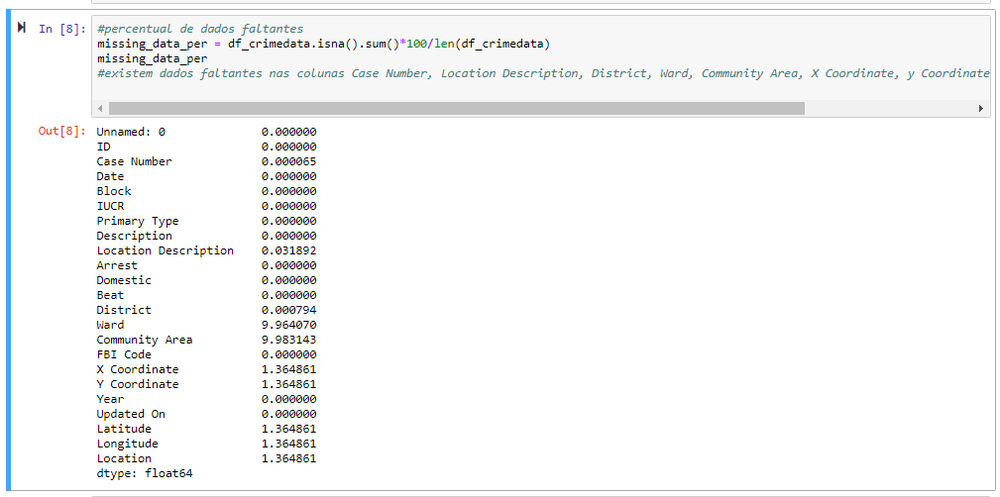 In [8]:
#percentual de dados faltantes
missing_data_per = df_crimedata.isna().sum()*100/len(df_crimedata)
missing_data_per
#existem dados faltantes nas colunas Case Number, Location Description, District, Ward, Community Area, X Coordinate, y Coordinate
Out[8]:
Unnamed: 0 0.000000
ID 0.000000
Case Number 0.000065
Date 0.000000
Block 0.000000
IUCR 0.000000
Primary Type 0.000000
Description 0.000000
Location Description 0.031892
Arrest 0.000000
Domestic 0.000000
Beat 0.000000
District 0.000794
Ward 9.964070
Community Area 9.983143
FBI Code 0.000000
X Coordinate 1.364861
Y Coordinate 1.364861
Year 0.000000
Updated On 0.000000
Latitude 1.364861
Longitude 1.364861
Location 1.364861
dtype: float64